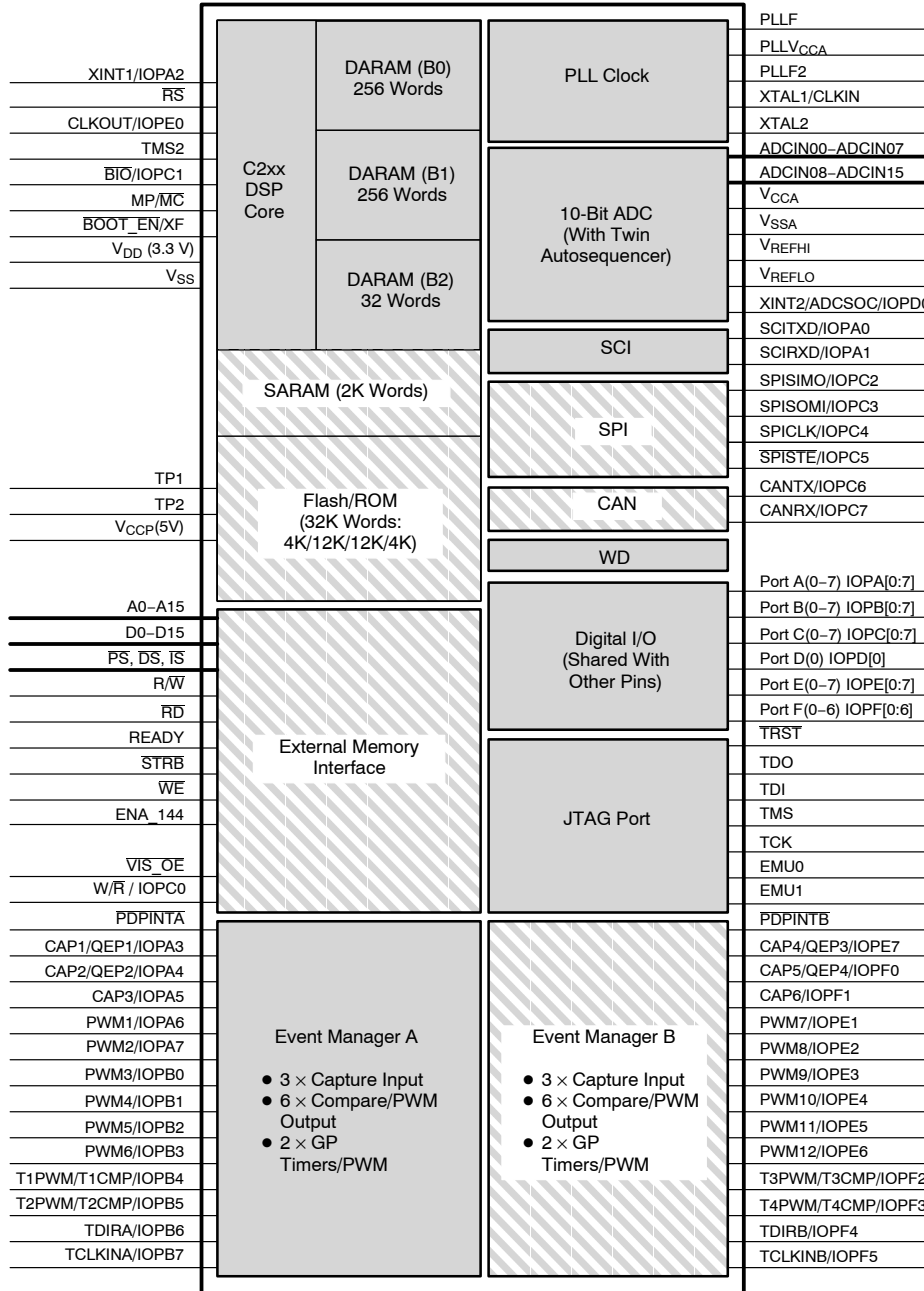 XINT1/IOPA2
RS
CLKOUT/IOPE0
TMS2
BIO/IOPC1
MP/MC
BOOT_EN/XF
VDD (3.3 V)
VSS
TP1
TP2
VCCP(5V)
A0–A15
D0–D15
PS, DS, IS
R/W
RD
READY
STRB
WE
ENA_144
VIS_OE
W/R / IOPC0
PDPINTA
CAP1/QEP1/IOPA3
CAP2/QEP2/IOPA4
CAP3/IOPA5
PWM1/IOPA6
PWM2/IOPA7
PWM3/IOPB0
PWM4/IOPB1
PWM5/IOPB2
PWM6/IOPB3
T1PWM/T1CMP/IOPB4
T2PWM/T2CMP/IOPB5
TDIRA/IOPB6
TCLKINA/IOPB7
C2xx
DSP
Core
DARAM (B0)
256 Words
DARAM (B1)
256 Words
DARAM (B2)
32 Words
SARAM (2K Words)
Flash/ROM
(32K Words:
4K/12K/12K/4K)
External Memory
Interface
Event Manager A
● 3 × Capture Input
● 6 × Compare/PWM
Output
● 2 × GP
Timers/PWM
PLL Clock
10-Bit ADC
(With Twin
Autosequencer)
SCI
SPI
CAN
WD
Digital I/O
(Shared With
Other Pins)
JTAG Port
Event Manager B
● 3 × Capture Input
● 6 × Compare/PWM
Output
● 2 × GP
Timers/PWM
PLLF
PLLVCCA
PLLF2
XTAL1/CLKIN
XTAL2
ADCIN00–ADCIN07
ADCIN08–ADCIN15
VCCA
VSSA
VREFHI
VREFLO
XINT2/ADCSOC/IOPD0
SCITXD/IOPA0
SCIRXD/IOPA1
SPISIMO/IOPC2
SPISOMI/IOPC3
SPICLK/IOPC4
SPISTE/IOPC5
CANTX/IOPC6
CANRX/IOPC7
Port A(0–7) IOPA[0:7]
Port B(0–7) IOPB[0:7]
Port C(0–7) IOPC[0:7]
Port D(0) IOPD[0]
Port E(0–7) IOPE[0:7]
Port F(0–6) IOPF[0:6]
TRST
TDO
TDI
TMS
TCK
EMU0
EMU1
PDPINTB
CAP4/QEP3/IOPE7
CAP5/QEP4/IOPF0
CAP6/IOPF1
PWM7/IOPE1
PWM8/IOPE2
PWM9/IOPE3
PWM10/IOPE4
PWM11/IOPE5
PWM12/IOPE6
T3PWM/T3CMP/IOPF2
T4PWM/T4CMP/IOPF3
TDIRB/IOPF4
TCLKINB/IOPF5